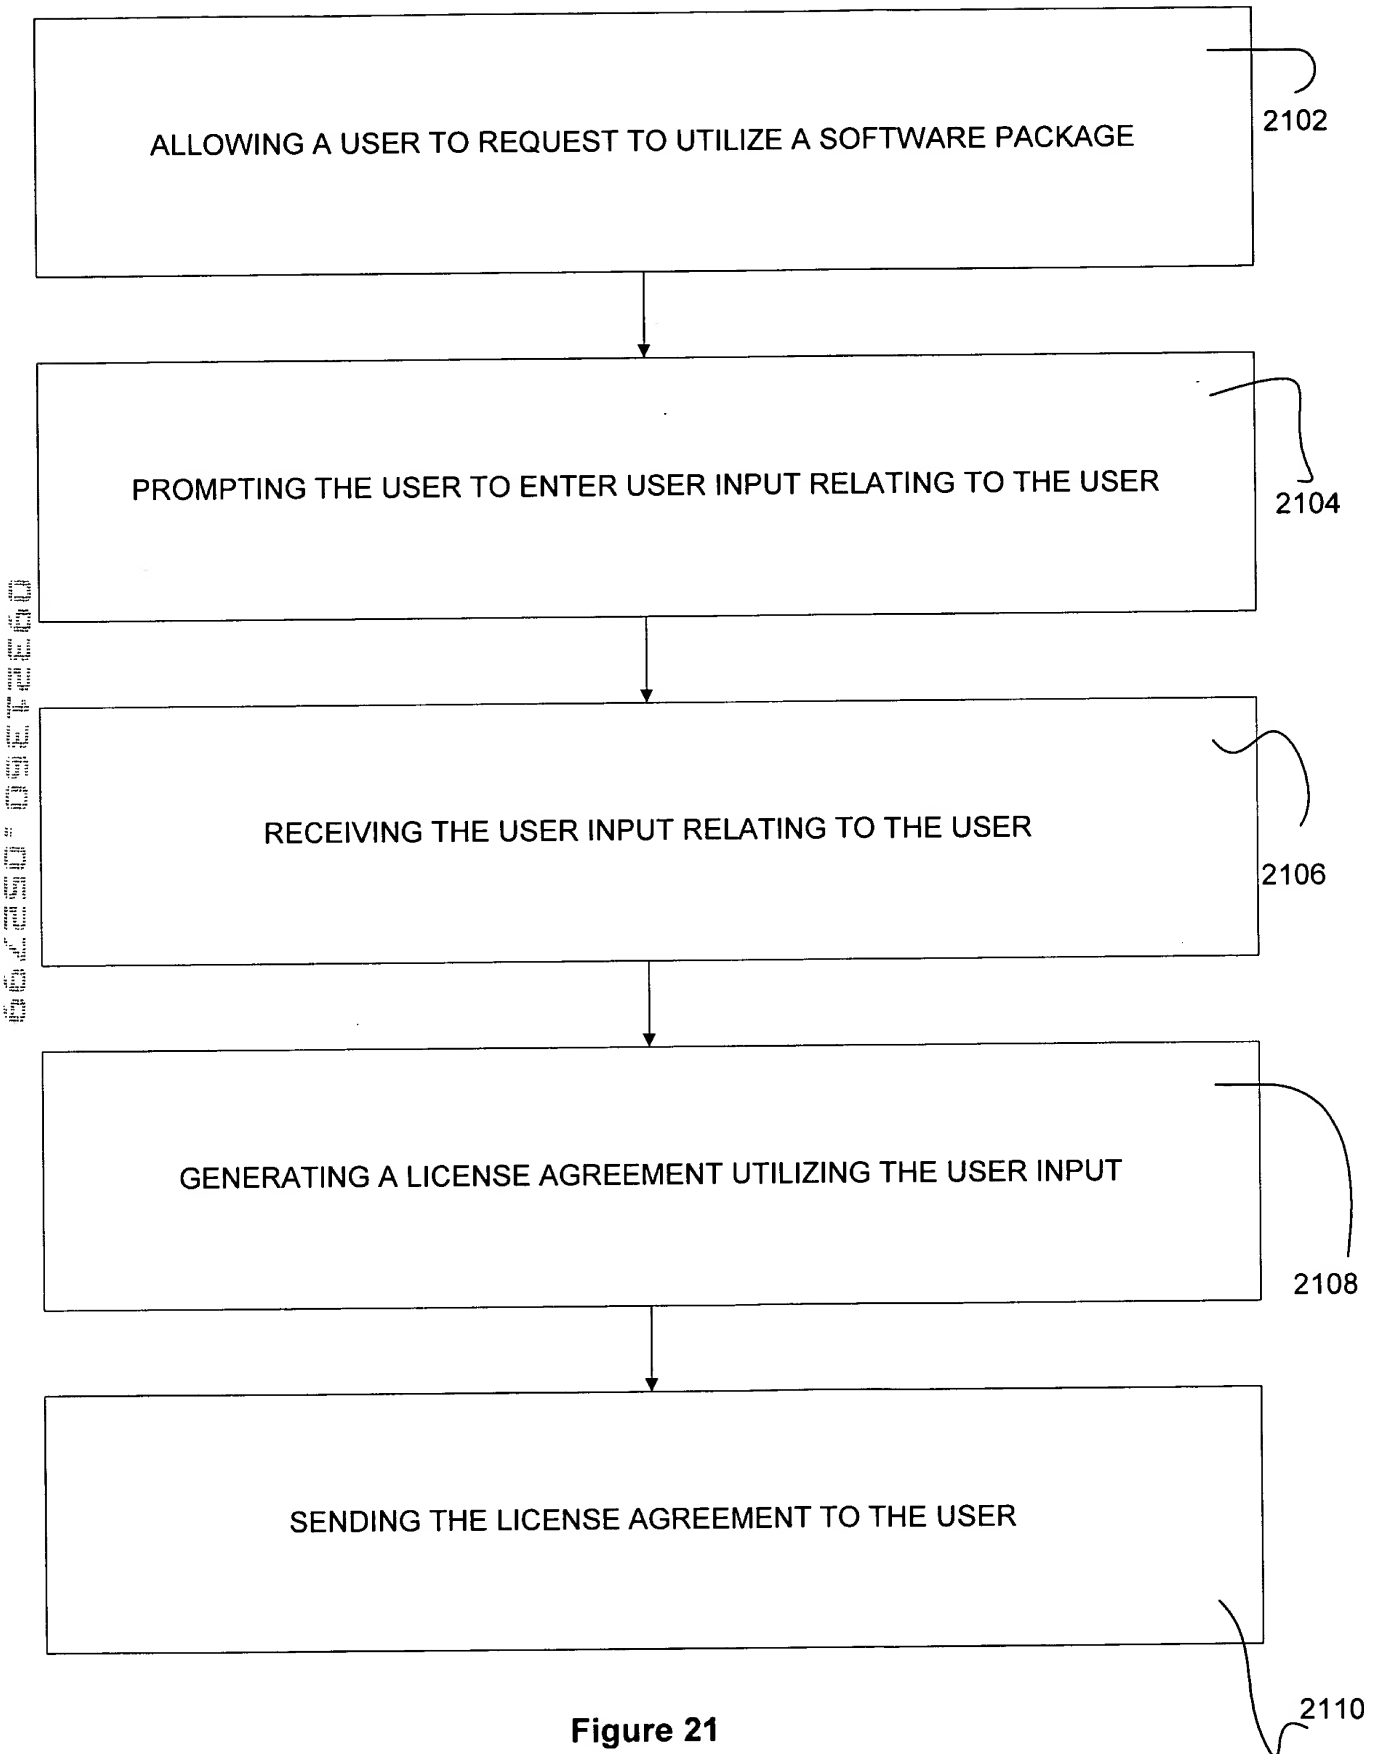 ALLOWING A USER TO REQUEST TO UTILIZE A SOFTWARE PACKAGE
2102
PROMPTING THE USER TO ENTER USER INPUT RELATING TO THE USER
2104
RECEIVING THE USER INPUT RELATING TO THE USER
2106
GENERATING A LICENSE AGREEMENT UTILIZING THE USER INPUT
2108
SENDING THE LICENSE AGREEMENT TO THE USER
2110
Figure 21